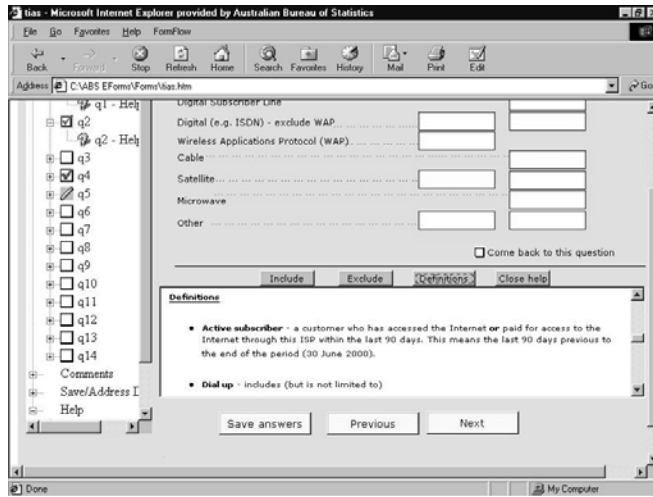 tias - Microsoft Internet Explorer provided by Australian Bureau of Statistics
File Go Favorites Help FormFlow
Back Forward Stop Refresh Home Search Favorites History Mail Print Edit
Address C:\ABS EForms\Forms\tias.htm Go
q1 - Help
q2
q2 - Help
q3
q4
q5
q6
q7
q8
q9
q10
q11
q12
q13
q14
Comments
Save/Address D
Help
Digital Subscriber Line
Digital (e.g. ISDN) - exclude WAP
Wireless Applications Protocol (WAP)
Cable
Satellite
Microwave
Other
Come back to this question
Include Exclude Definitions Close help
Definitions
• Active subscriber - a customer who has accessed the Internet or paid for access to the
Internet through this ISP within the last 90 days. This means the last 90 days previous to
the end of the period (30 June 2000).
• Dial up - includes (but is not limited to)
Save answers Previous Next
Done My Computer